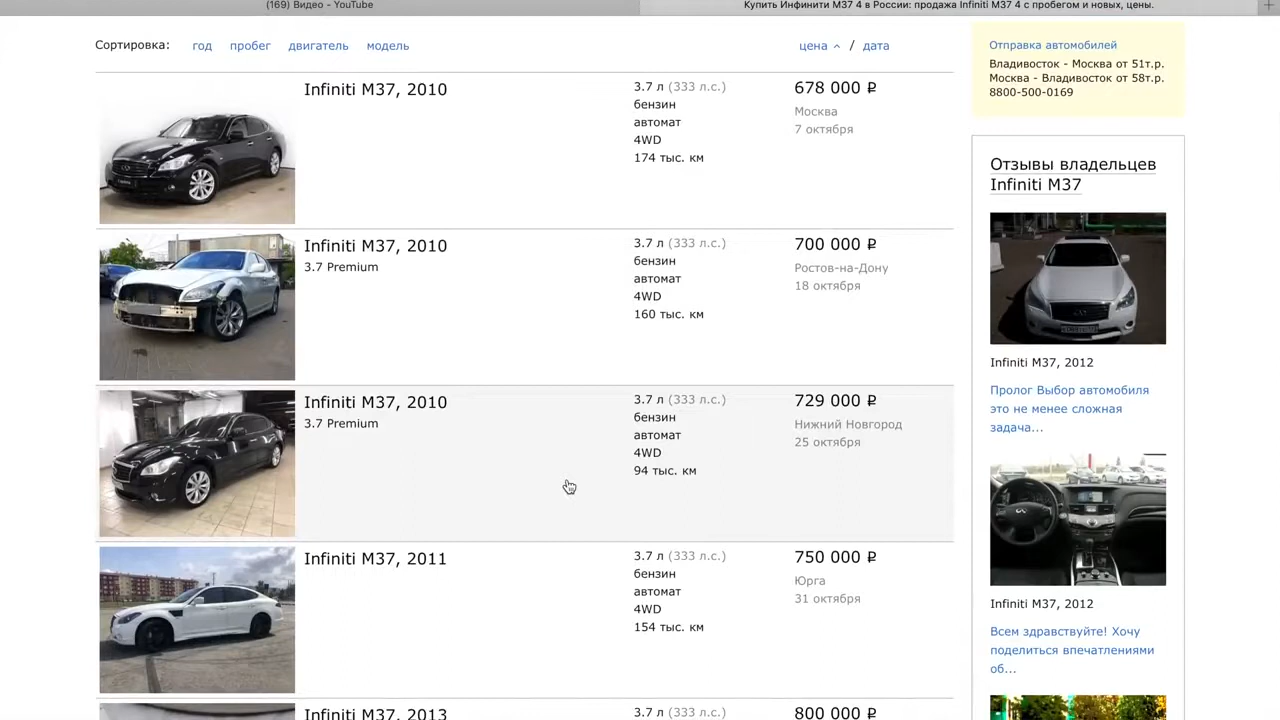 (169) Видео - YouTube
Купить Инфинити М37 4 в России: продажа Infiniti M37 4 с пробегом и новых, цены.
Сортировка: год пробег двигатель модель цена / дата
Infiniti M37, 2010
3.7 л (333 л.с.)
бензин
автомат
4WD
174 тыс. км
678 000 ₽
Москва
7 октября
Infiniti M37, 2010
3.7 Premium
3.7 л (333 л.с.)
бензин
автомат
4WD
160 тыс. км
700 000 ₽
Ростов-на-Дону
18 октября
Infiniti M37, 2010
3.7 Premium
3.7 л (333 л.с.)
бензин
автомат
4WD
94 тыс. км
729 000 ₽
Нижний Новгород
25 октября
Infiniti M37, 2011
3.7 л (333 л.с.)
бензин
автомат
4WD
154 тыс. км
750 000 ₽
Юрга
31 октября
Infiniti M37, 2013
3.7 л (333 л.с.)
800 000 ₽
Отправка автомобилей
Владивосток - Москва от 51т.р.
Москва - Владивосток от 58т.р.
8800-500-0169
Отзывы владельцев
Infiniti M37
Infiniti M37, 2012
Пролог Выбор автомобиля
это не менее сложная
задача...
Infiniti M37, 2012
Всем здравствуйте! Хочу
поделиться впечатлениями
об...